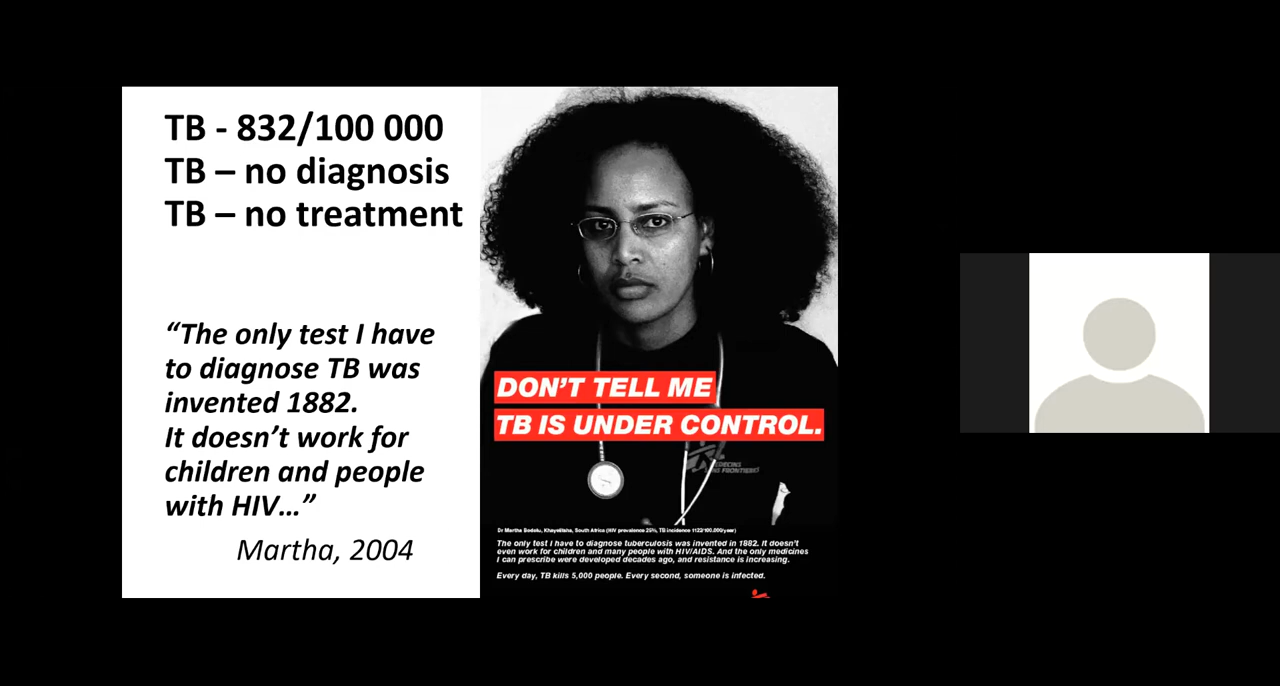 TB - 832/100 000
TB – no diagnosis
TB – no treatment
“The only test I have
to diagnose TB was
invented 1882.
It doesn’t work for
children and people
with HIV…”
Martha, 2004
DON’T TELL ME
TB IS UNDER CONTROL.
MEDECINS
SANS FRONTIERES
Dr Martha Bedelu, Khayelitsha, South Africa (HIV prevalence 25%, TB incidence 1122/100,000/year)
The only test I have to diagnose tuberculosis was invented in 1882. It doesn’t
even work for children and many people with HIV/AIDS. And the only medicines
I can prescribe were developed decades ago, and resistance is increasing.
Every day, TB kills 5,000 people. Every second, someone is infected.